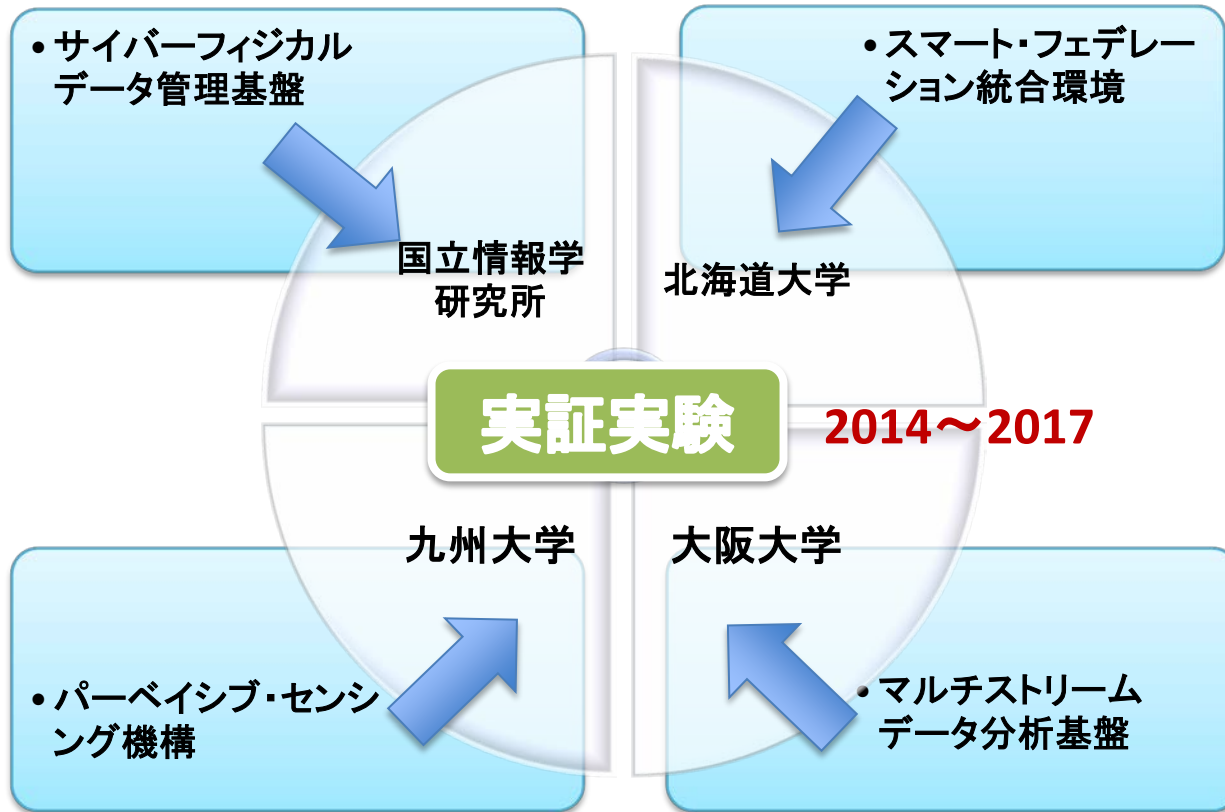 • サイバーフィジカル
データ管理基盤
• スマート・フェデレー
ション統合環境
国立情報学
研究所
北海道大学
実証実験
2014～2017
九州大学
大阪大学
• パーベイシブ・センシ
ング機構
• マルチストリーム
データ分析基盤